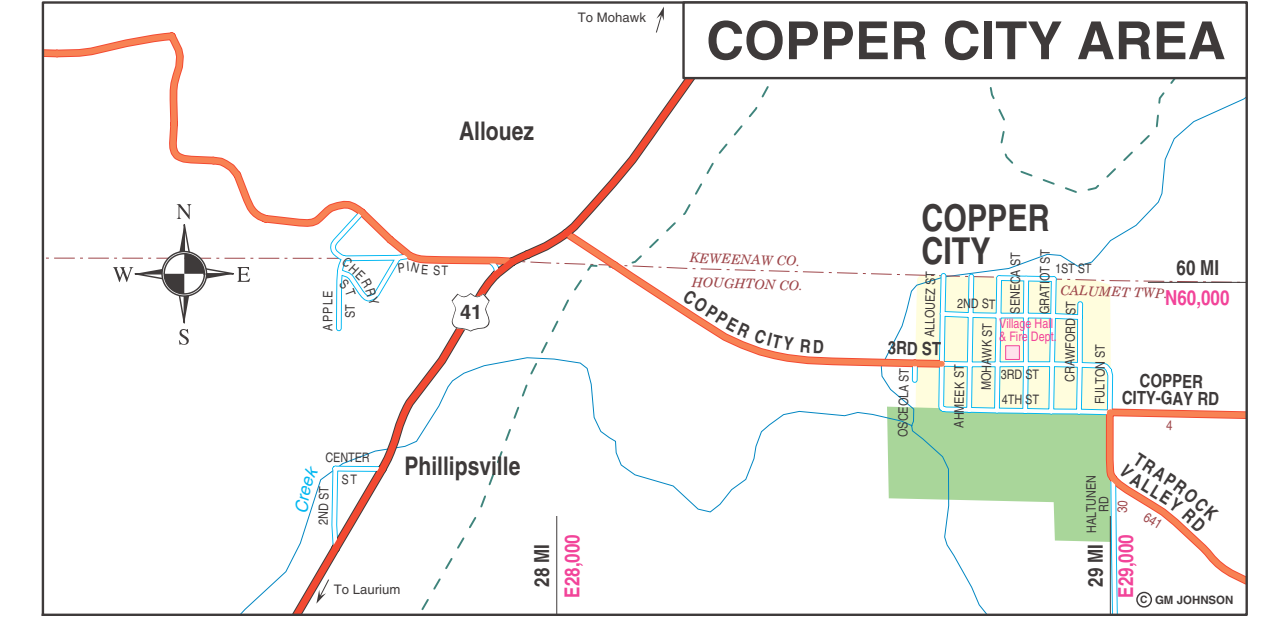 To Mohawk
COPPER CITY AREA
Allouez
N
W
E
S
COPPER
CITY
KEWEENAW CO.
HOUGHTON CO.
CALUMET TWP.
60 MI
N60,000
PINE ST
CHERRY
ST
APPLE
ST
41
COPPER CITY RD
3RD ST
ALLOUEZ ST
SENECA ST
GRATIOT ST
1ST ST
2ND ST
Village Hall
& Fire Dept.
MOHAWK ST
CRAWFORD ST
FULTON ST
3RD ST
4TH ST
AHMEEK ST
OSCEOLA ST
COPPER
CITY-GAY RD
4
TRAPROCK
VALLEY RD
HALTUNEN
RD
30
641
Phillipsville
CENTER
ST
2ND ST
Creek
To Laurium
28 MI
E28,000
29 MI
E29,000
© GM JOHNSON